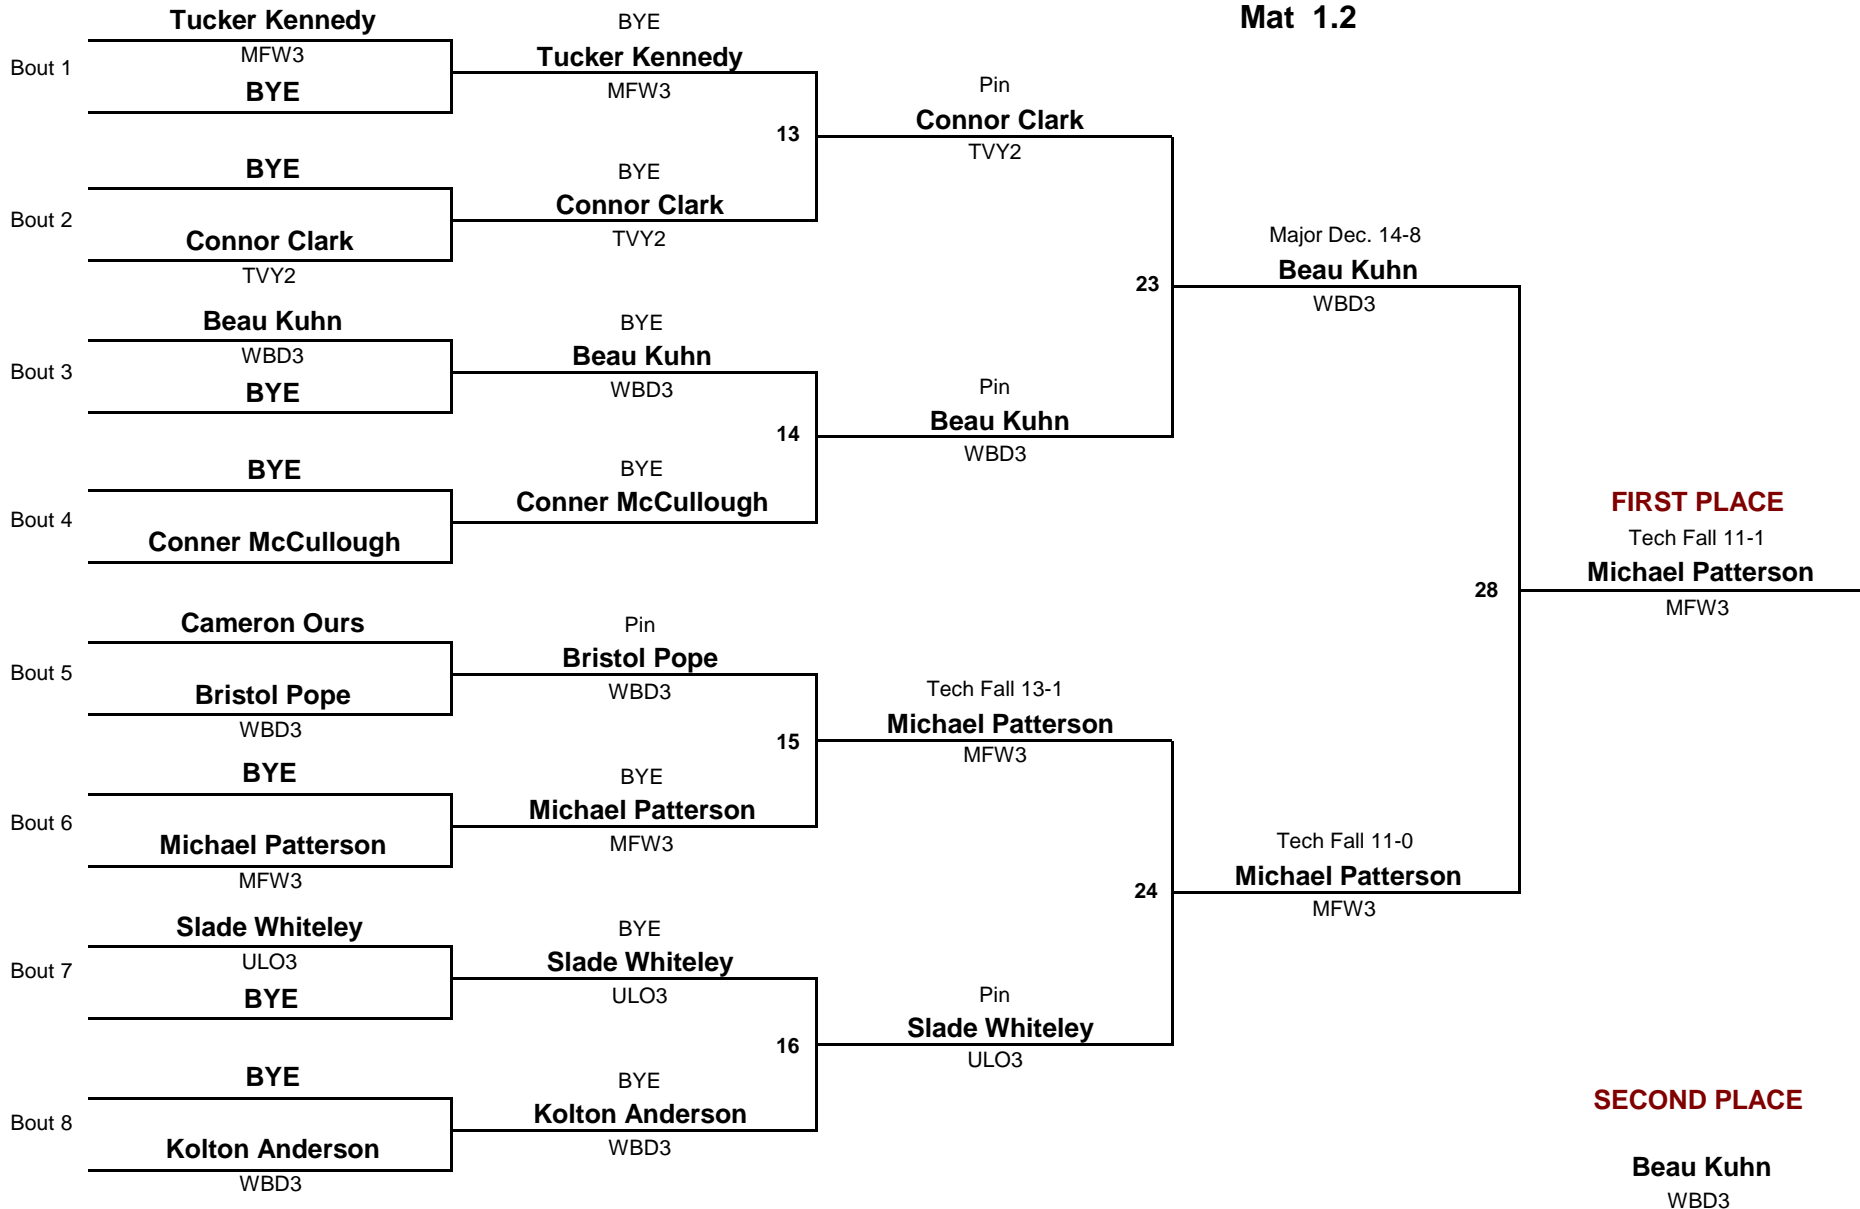 Mat 1.2
Bout 1
Tucker Kennedy
MFW3
BYE
Bout 2
BYE
Connor Clark
TVY2
Bout 3
Beau Kuhn
WBD3
BYE
Bout 4
BYE
Conner McCullough
Bout 5
Cameron Ours
Bristol Pope
WBD3
Bout 6
BYE
Michael Patterson
MFW3
Bout 7
Slade Whiteley
ULO3
BYE
Bout 8
BYE
Kolton Anderson
WBD3
BYE
Tucker Kennedy
MFW3
13
BYE
Connor Clark
TVY2
BYE
Beau Kuhn
WBD3
14
BYE
Conner McCullough
Pin
Bristol Pope
WBD3
15
BYE
Michael Patterson
MFW3
BYE
Slade Whiteley
ULO3
16
BYE
Kolton Anderson
WBD3
Pin
Connor Clark
TVY2
23
Pin
Beau Kuhn
WBD3
Tech Fall 13-1
Michael Patterson
MFW3
24
Pin
Slade Whiteley
ULO3
Major Dec. 14-8
Beau Kuhn
WBD3
28
Tech Fall 11-0
Michael Patterson
MFW3
FIRST PLACE
Tech Fall 11-1
Michael Patterson
MFW3
SECOND PLACE
Beau Kuhn
WBD3